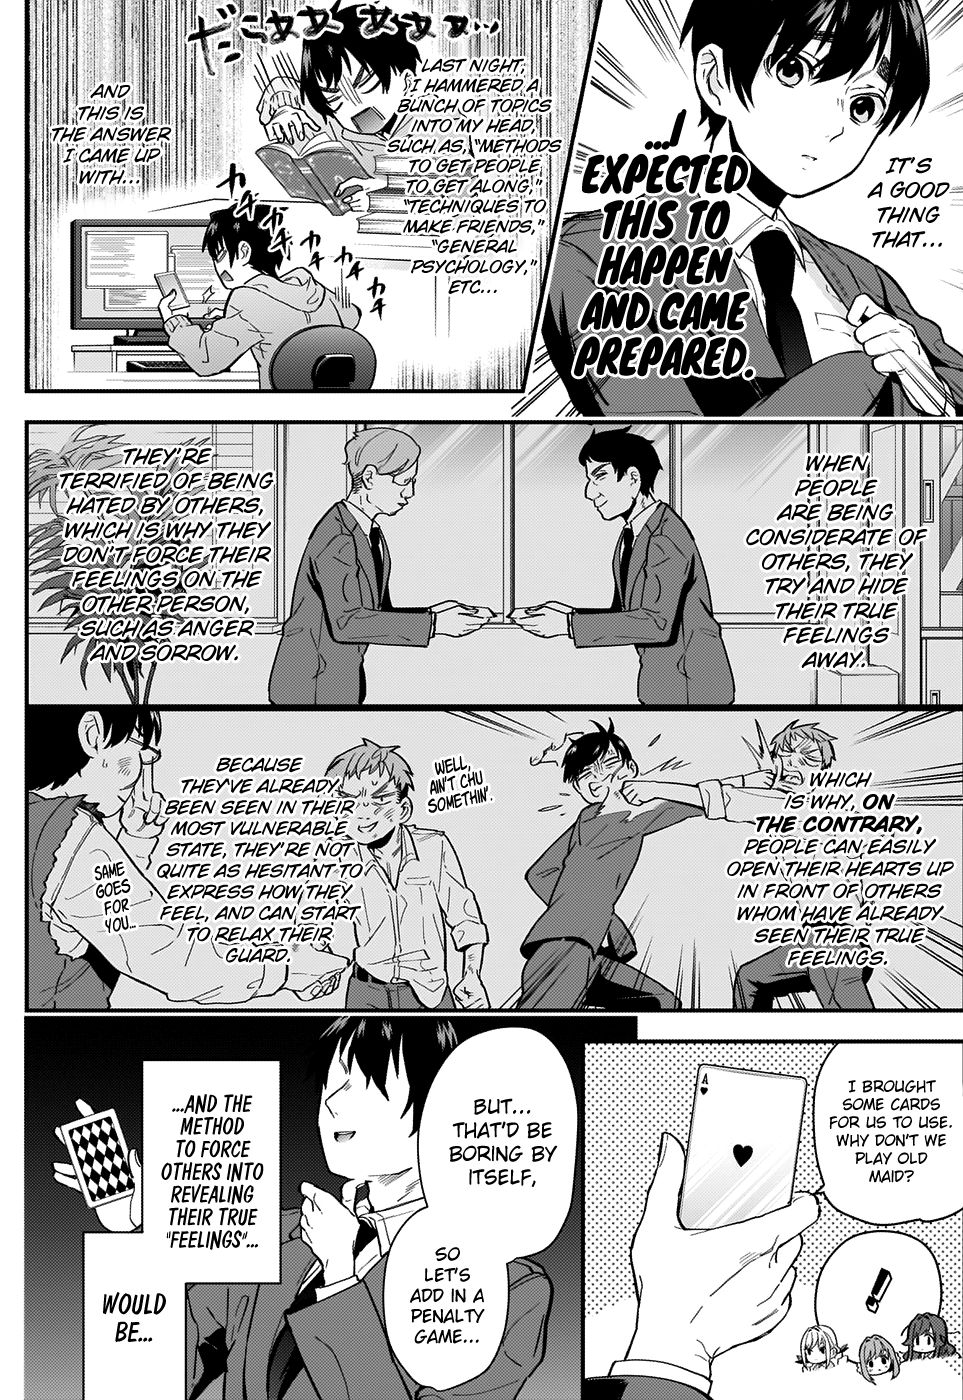 IT'S
A GOOD
THING
THAT...
...I
EXPECTED
THIS TO
HAPPEN
AND CAME
PREPARED.
LAST NIGHT,
I HAMMERED A
BUNCH OF TOPICS
INTO MY HEAD,
SUCH AS, "METHODS
TO GET PEOPLE
TO GET ALONG,"
"TECHNIQUES TO
MAKE FRIENDS,"
"GENERAL
PSYCHOLOGY,"
ETC...
AND
THIS IS
THE ANSWER
I CAME UP
WITH...
カキ
カチ
カチ
WHEN
PEOPLE
ARE BEING
CONSIDERATE OF
OTHERS, THEY
TRY AND HIDE
THEIR TRUE
FEELINGS
AWAY.
THEY'RE
TERRIFIED OF BEING
HATED BY OTHERS,
WHICH IS WHY THEY
DON'T FORCE THEIR
FEELINGS ON THE
OTHER PERSON,
SUCH AS ANGER
AND SORROW.
WHICH
IS WHY, ON
THE CONTRARY,
PEOPLE CAN EASILY
OPEN THEIR HEARTS UP
IN FRONT OF OTHERS
WHOM HAVE ALREADY
SEEN THEIR TRUE
FEELINGS.
WELL,
AIN'T CHU
SOMETHIN'.
BECAUSE
THEY'VE ALREADY
BEEN SEEN IN THEIR
MOST VULNERABLE
STATE, THEY'RE NOT
QUITE AS HESITANT TO
EXPRESS HOW THEY
FEEL, AND CAN START
TO RELAX THEIR
GUARD.
SAME
GOES
FOR
YOU...
I BROUGHT
SOME CARDS
FOR US TO USE.
WHY DON'T WE
PLAY OLD
MAID?
A
!
BUT...
THAT'D BE
BORING BY
ITSELF,
SO
LET'S
ADD IN A
PENALTY
GAME...
...AND THE
METHOD
TO FORCE
OTHERS INTO
REVEALING
THEIR TRUE
"FEELINGS"...
WOULD
BE...